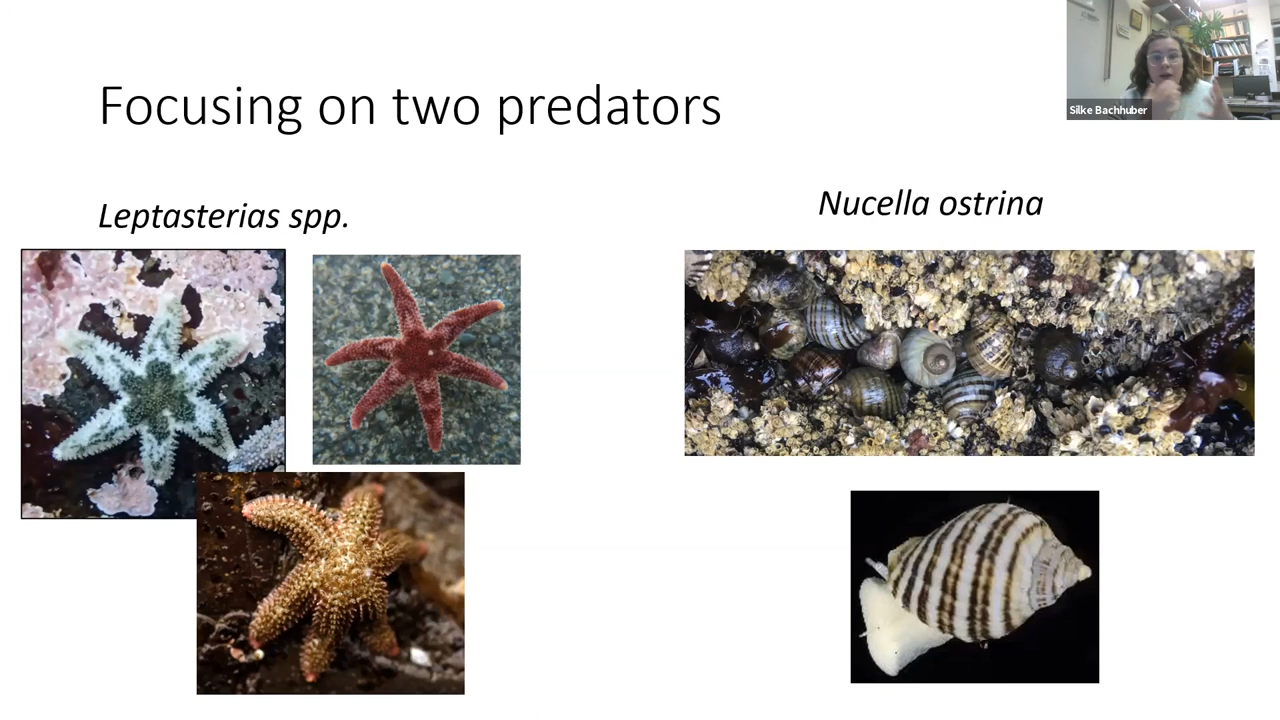 Focusing on two predators
Silke Bachhuber
Leptasterias spp.
Nucella ostrina